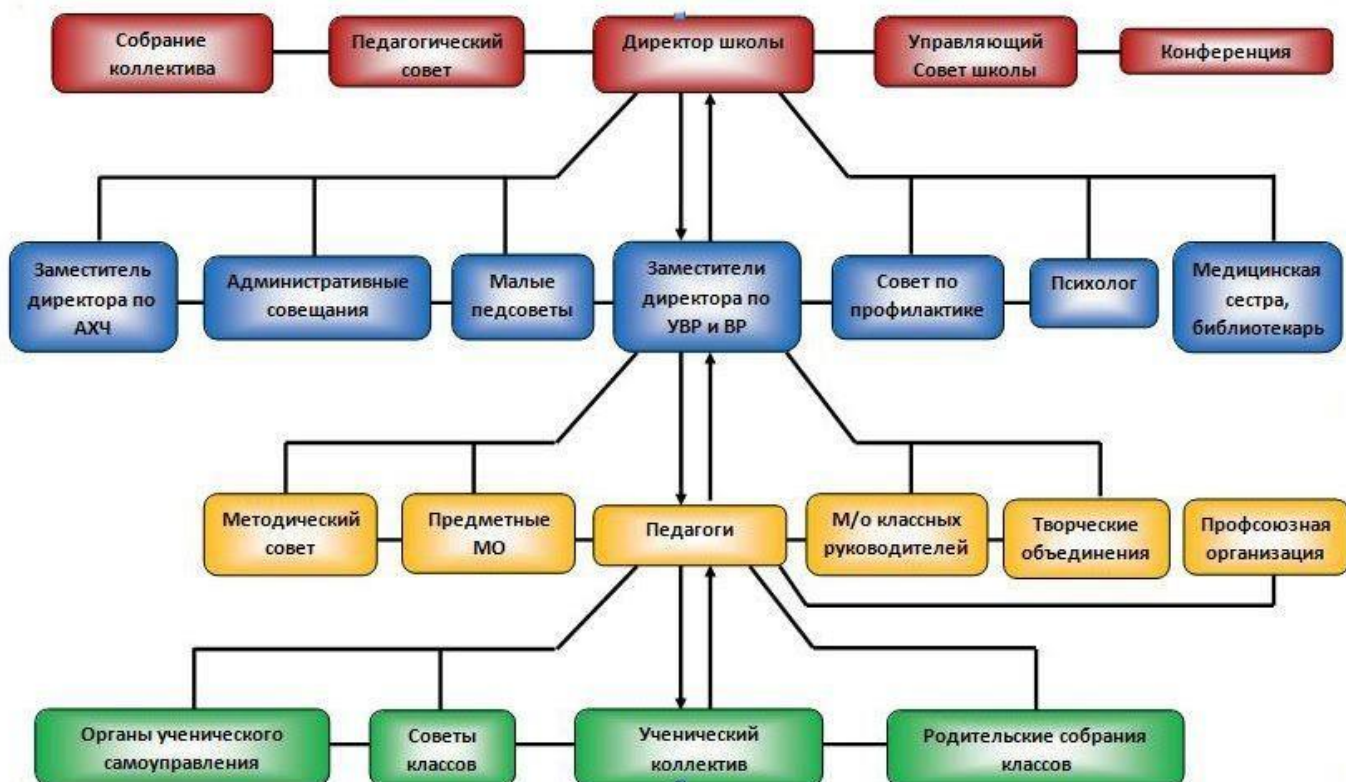 Собрание
коллектива
Педагогический
совет
Директор школы
Управляющий
Совет школы
Конференция
Заместитель
директора по
АХЧ
Административные
совещания
Малые
педсоветы
Заместители
директора по
УВР и ВР
Совет по
профилактике
Психолог
Медицинская
сестра,
библиотекарь
Методический
совет
Предметные
МО
Педагоги
М/о классных
руководителей
Творческие
объединения
Профсоюзная
организация
Органы ученического
самоуправления
Советы
классов
Ученический
коллектив
Родительские собрания
классов